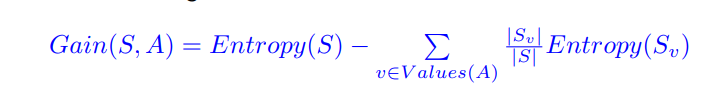 Gain(S, A) = Entropy(S) − ∑_{v∈Values(A)} |S_v|/|S| Entropy(S_v)